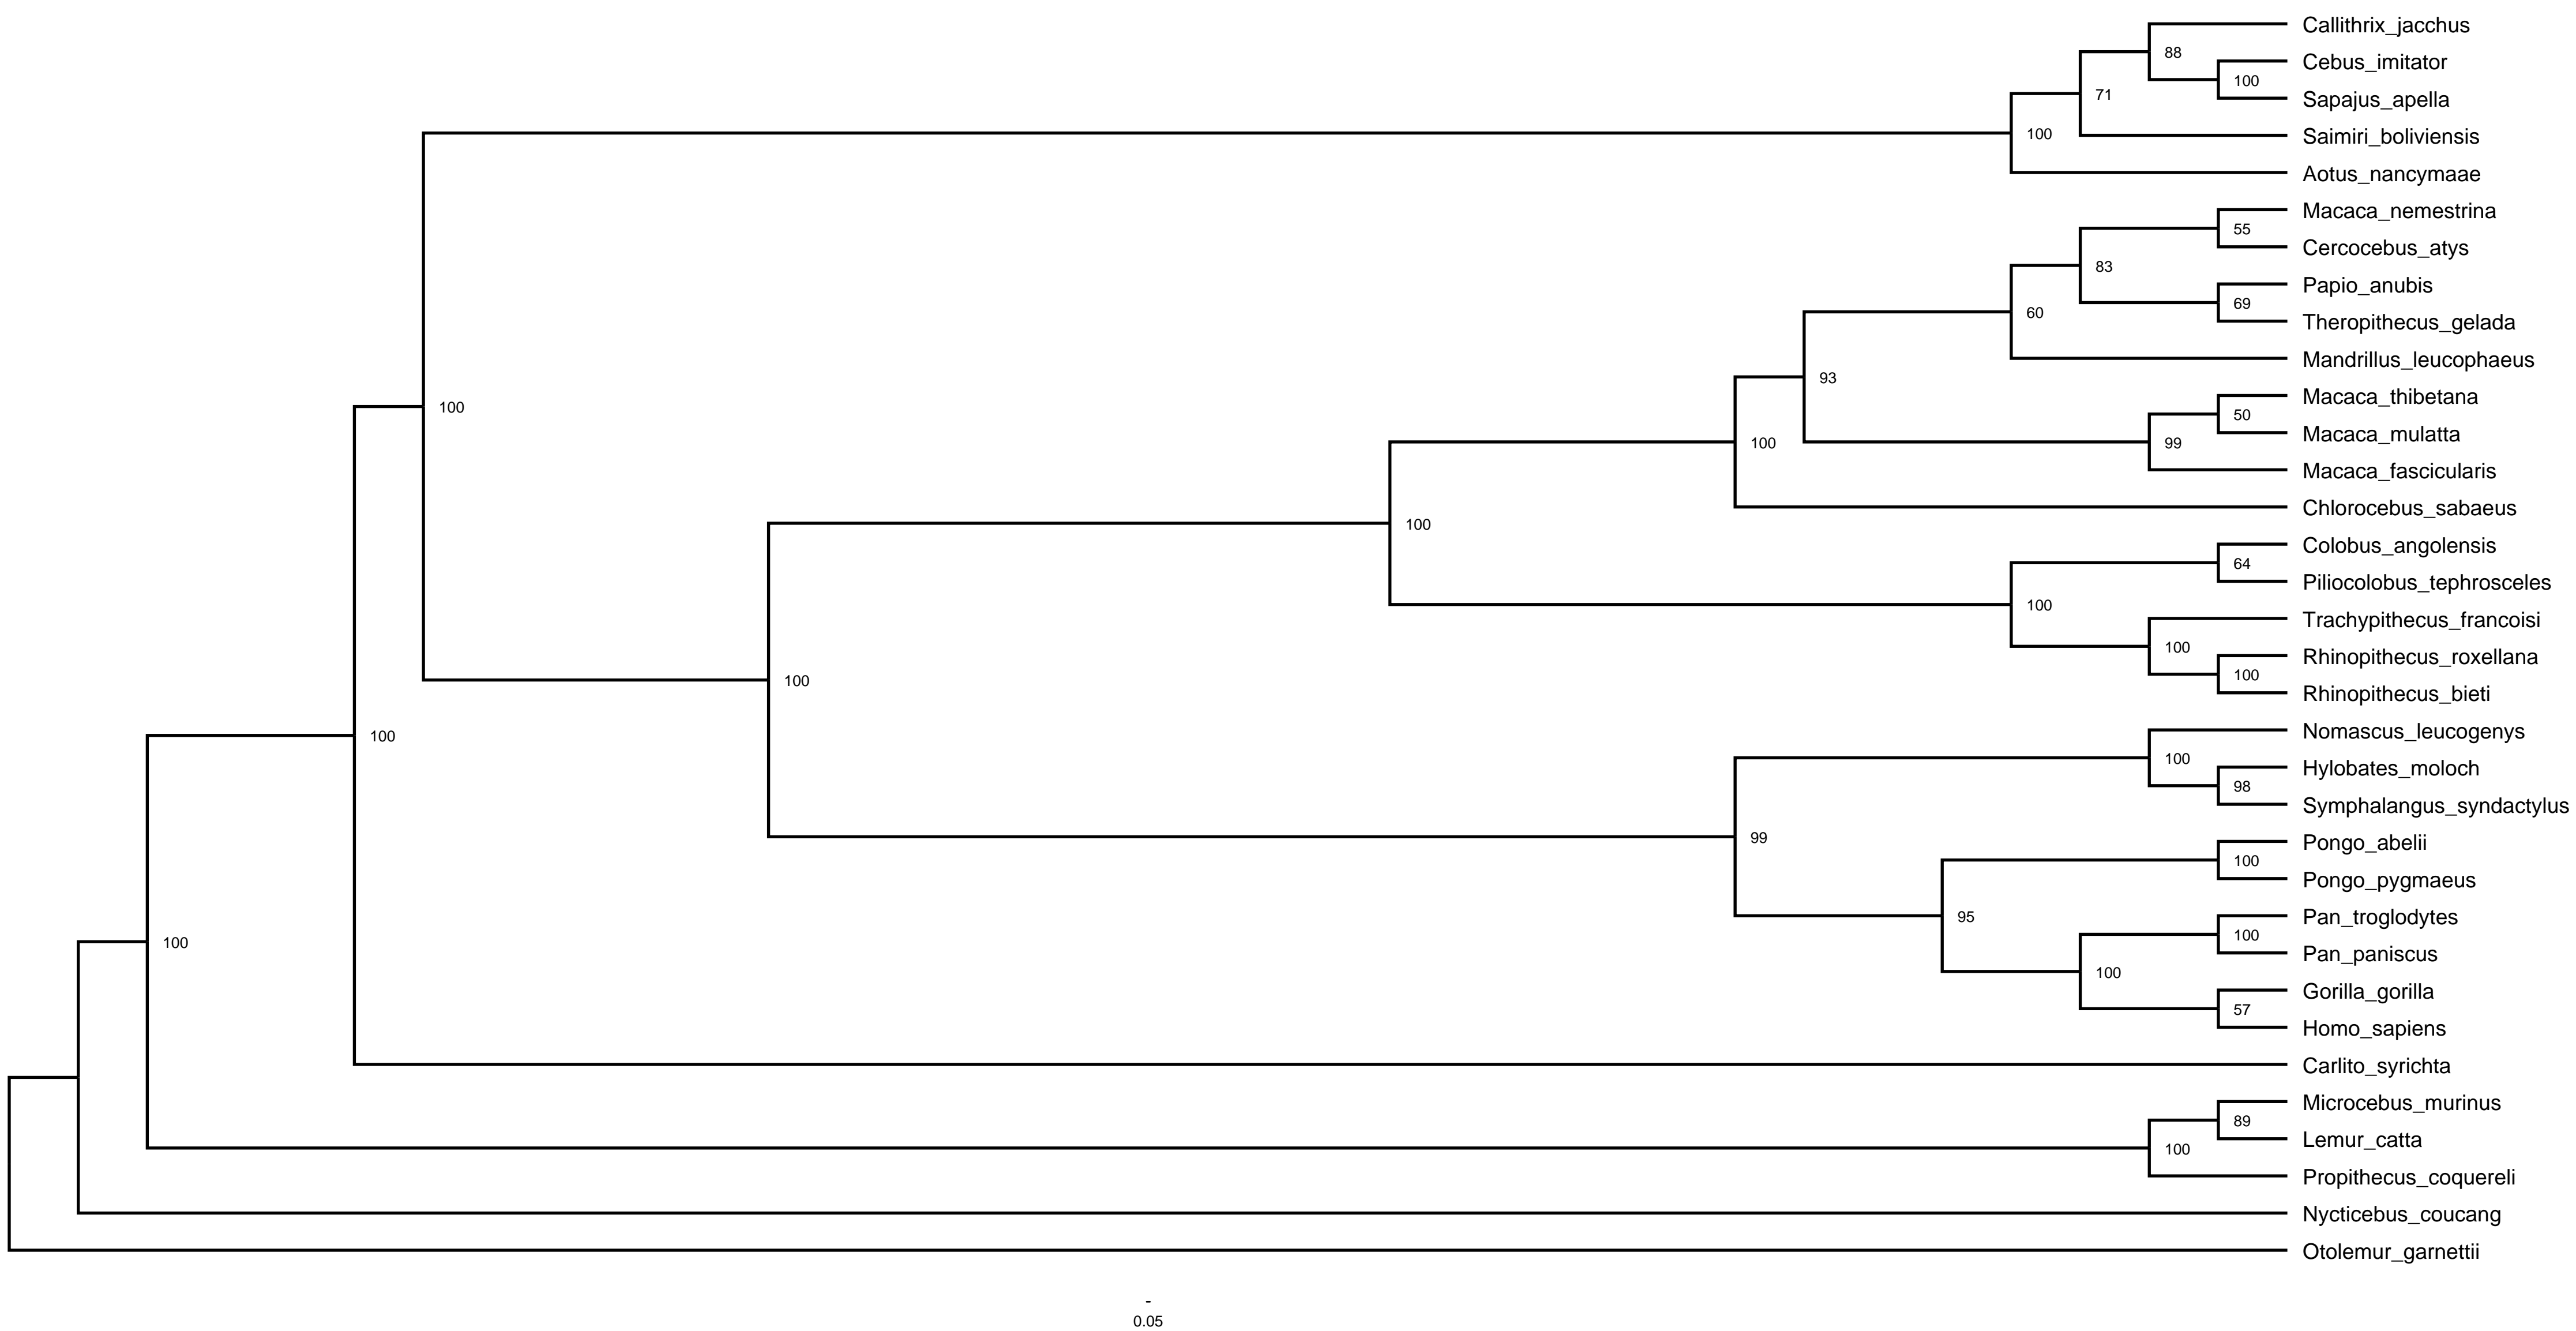 Callithrix_jacchus
88
Cebus_imitator
100
Sapajus_apella
71
100
Saimiri_boliviensis
Aotus_nancymaae
Macaca_nemestrina
55
Cercocebus_atys
83
Papio_anubis
69
60
Theropithecus_gelada
Mandrillus_leucophaeus
93
Macaca_thibetana
100
50
Macaca_mulatta
100
99
Macaca_fascicularis
Chlorocebus_sabaeus
100
Colobus_angolensis
64
Piliocolobus_tephrosceles
100
Trachypithecus_francoisi
100
Rhinopithecus_roxellana
100
100
Rhinopithecus_bieti
Nomascus_leucogenys
100
100
Hylobates_moloch
98
Symphalangus_syndactylus
99
Pongo_abelii
100
Pongo_pygmaeus
95
Pan_troglodytes
100
100
Pan_paniscus
100
Gorilla_gorilla
57
Homo_sapiens
Carlito_syrichta
Microcebus_murinus
89
Lemur_catta
100
Propithecus_coquereli
Nycticebus_coucang
Otolemur_garnettii
0.05